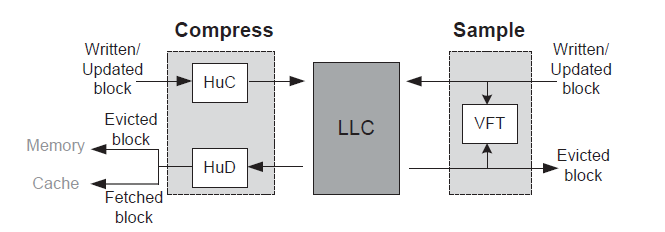 Compress
Sample
Written/
Updated
block
HuC
Evicted
block
Memory
Cache
HuD
Fetched
block
LLC
Written/
Updated
block
VFT
Evicted
block